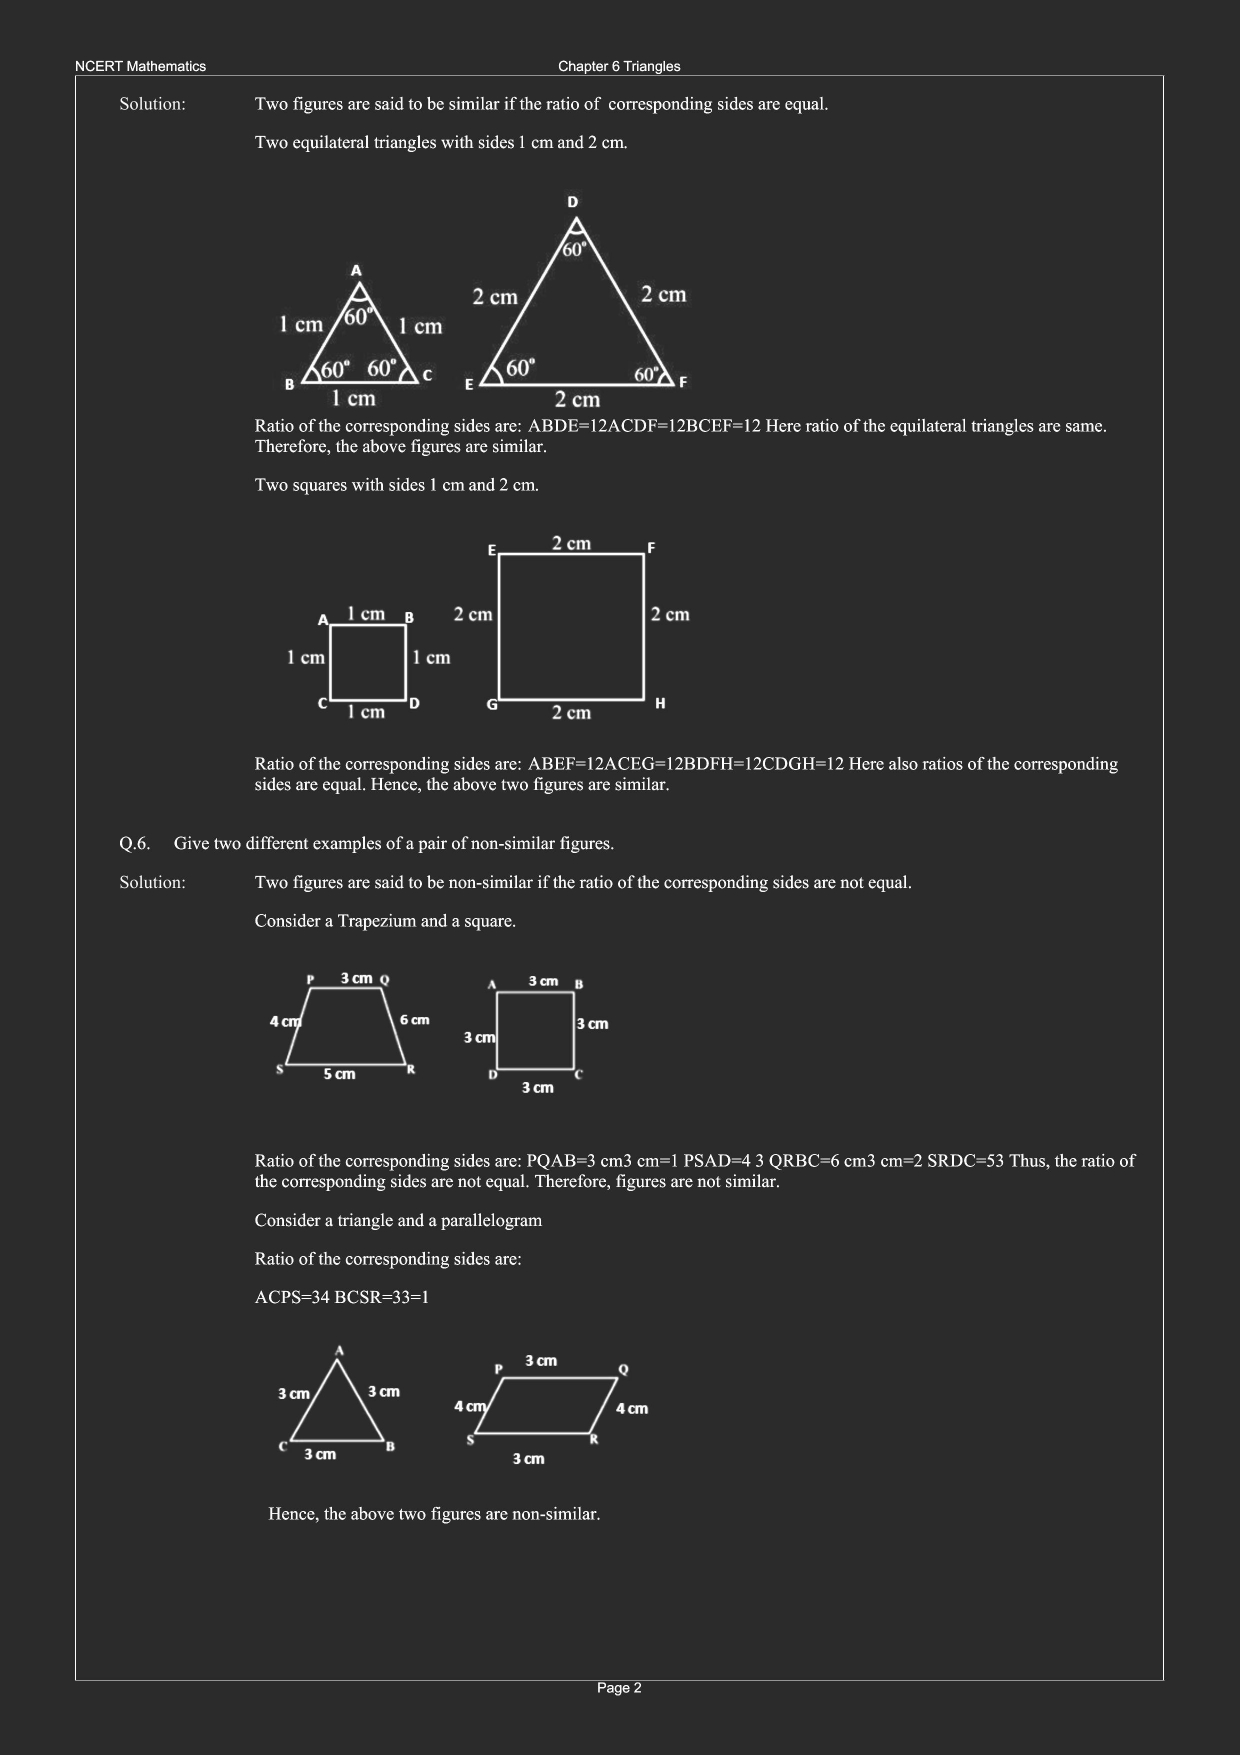 NCERT Mathematics Chapter 6 Triangles
Solution: Two figures are said to be similar if the ratio of corresponding sides are equal.
Two equilateral triangles with sides 1 cm and 2 cm.
D
60°
A
2 cm 2 cm
1 cm 60° 1 cm
B 60° 60° C E 60° 60° F
1 cm 2 cm
Ratio of the corresponding sides are: ABDE=12ACDF=12BCEF=12 Here ratio of the equilateral triangles are same.
Therefore, the above figures are similar.
Two squares with sides 1 cm and 2 cm.
E 2 cm F
A 1 cm B 2 cm 2 cm
1 cm 1 cm
C 1 cm D G 2 cm H
Ratio of the corresponding sides are: ABEF=12ACEG=12BDFH=12CDGH=12 Here also ratios of the corresponding
sides are equal. Hence, the above two figures are similar.
Q.6. Give two different examples of a pair of non-similar figures.
Solution: Two figures are said to be non-similar if the ratio of the corresponding sides are not equal.
Consider a Trapezium and a square.
P 3 cm Q A 3 cm B
4 cm 6 cm 3 cm 3 cm
S 5 cm R D 3 cm C
Ratio of the corresponding sides are: PQAB=3 cm3 cm=1 PSAD=4 3 QRBC=6 cm3 cm=2 SRDC=53 Thus, the ratio of
the corresponding sides are not equal. Therefore, figures are not similar.
Consider a triangle and a parallelogram
Ratio of the corresponding sides are:
ACPS=34 BCSR=33=1
A P 3 cm Q
3 cm 3 cm 4 cm 4 cm
C 3 cm B S 3 cm R
Hence, the above two figures are non-similar.
Page 2